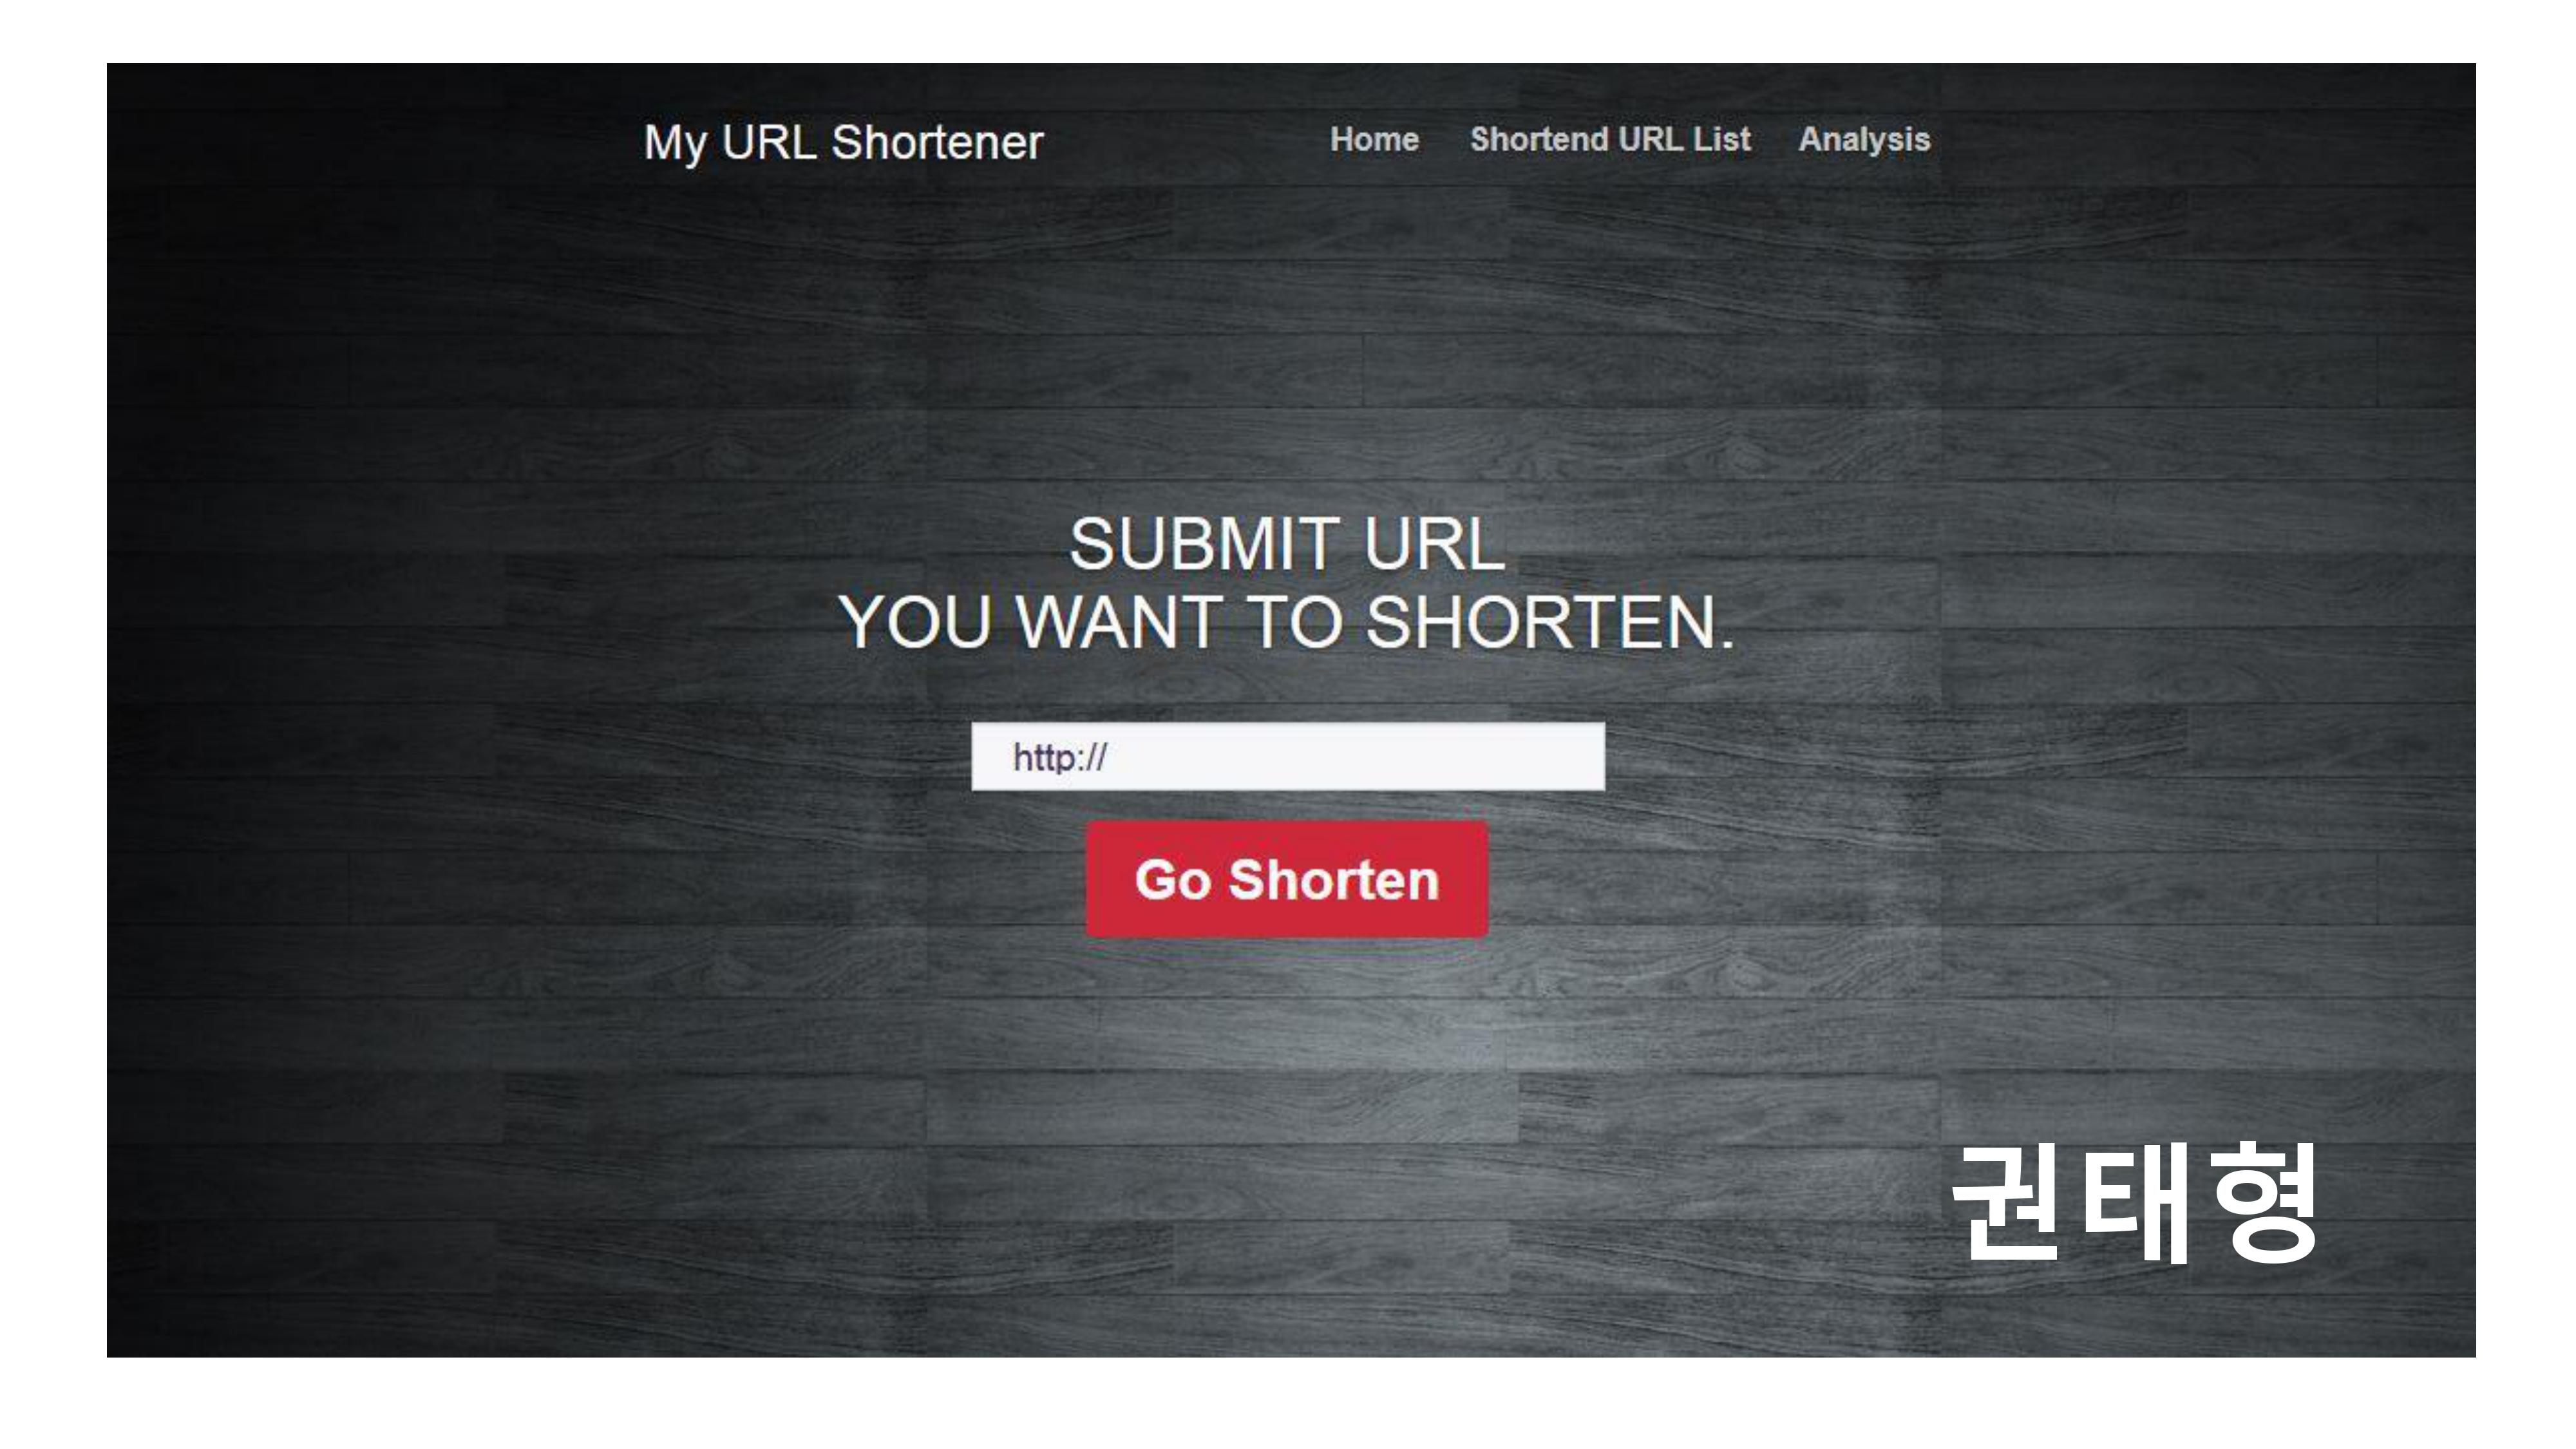 My URL Shortener
Home Shortend URL List Analysis
SUBMIT URL
YOU WANT TO SHORTEN.
http://
Go Shorten
권태형